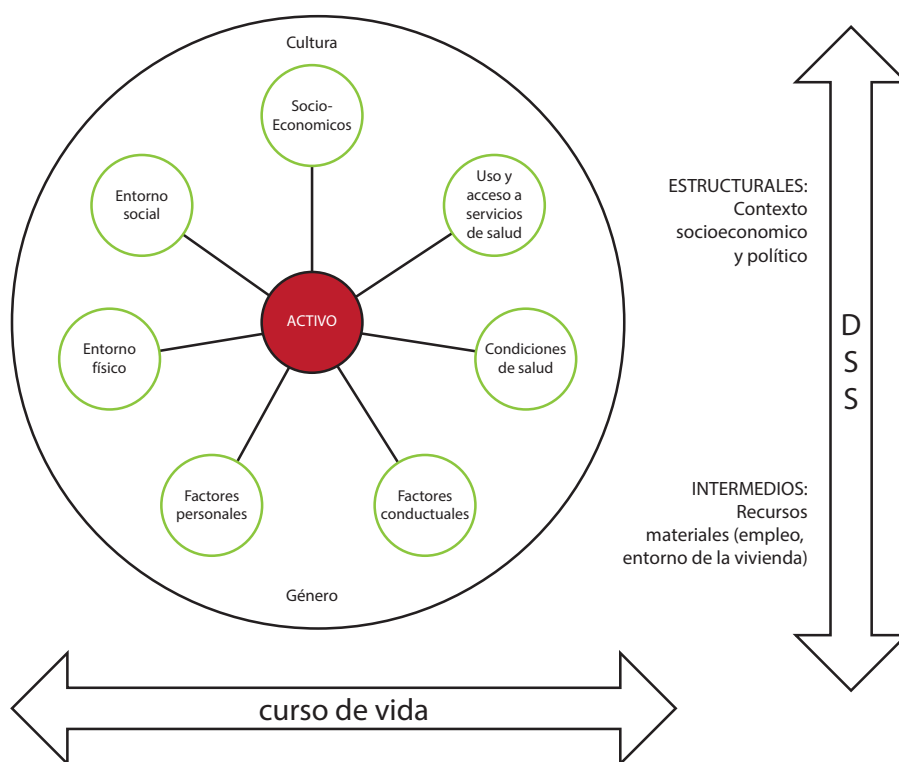 Cultura
Socio-
Economicos
Entorno
social
Uso y
acceso a
servicios
de salud
ACTIVO
Entorno
físico
Condiciones
de salud
Factores
personales
Factores
conductuales
Género
ESTRUCTURALES:
Contexto
socioeconomico
y político
INTERMEDIOS:
Recursos
materiales (empleo,
entorno de la vivienda)
D
S
S
curso de vida